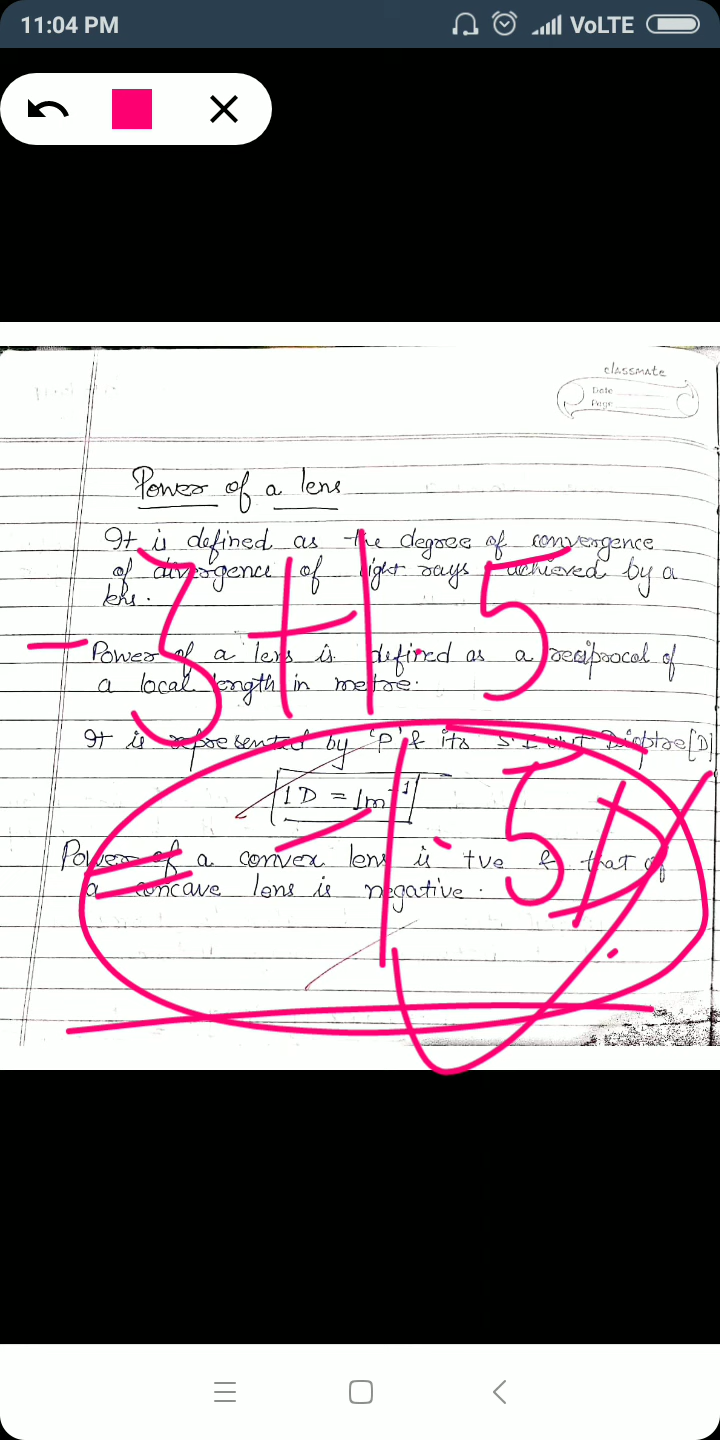 11:04 PM VoLTE
classmate
Date
Page
Power of a lens
It is defined as the degree of convergence
of divergence of light rays achieved by a
lens.
-3+1.5
Power of a lens is defined as a reciprocal of
a local length in metre.
It is represented by 'P' & its S.I unit Dioptre[D]
1D = 1m⁻¹
-1.5D
Power of a convex lens is +ve & that of
a concave lens is negative.